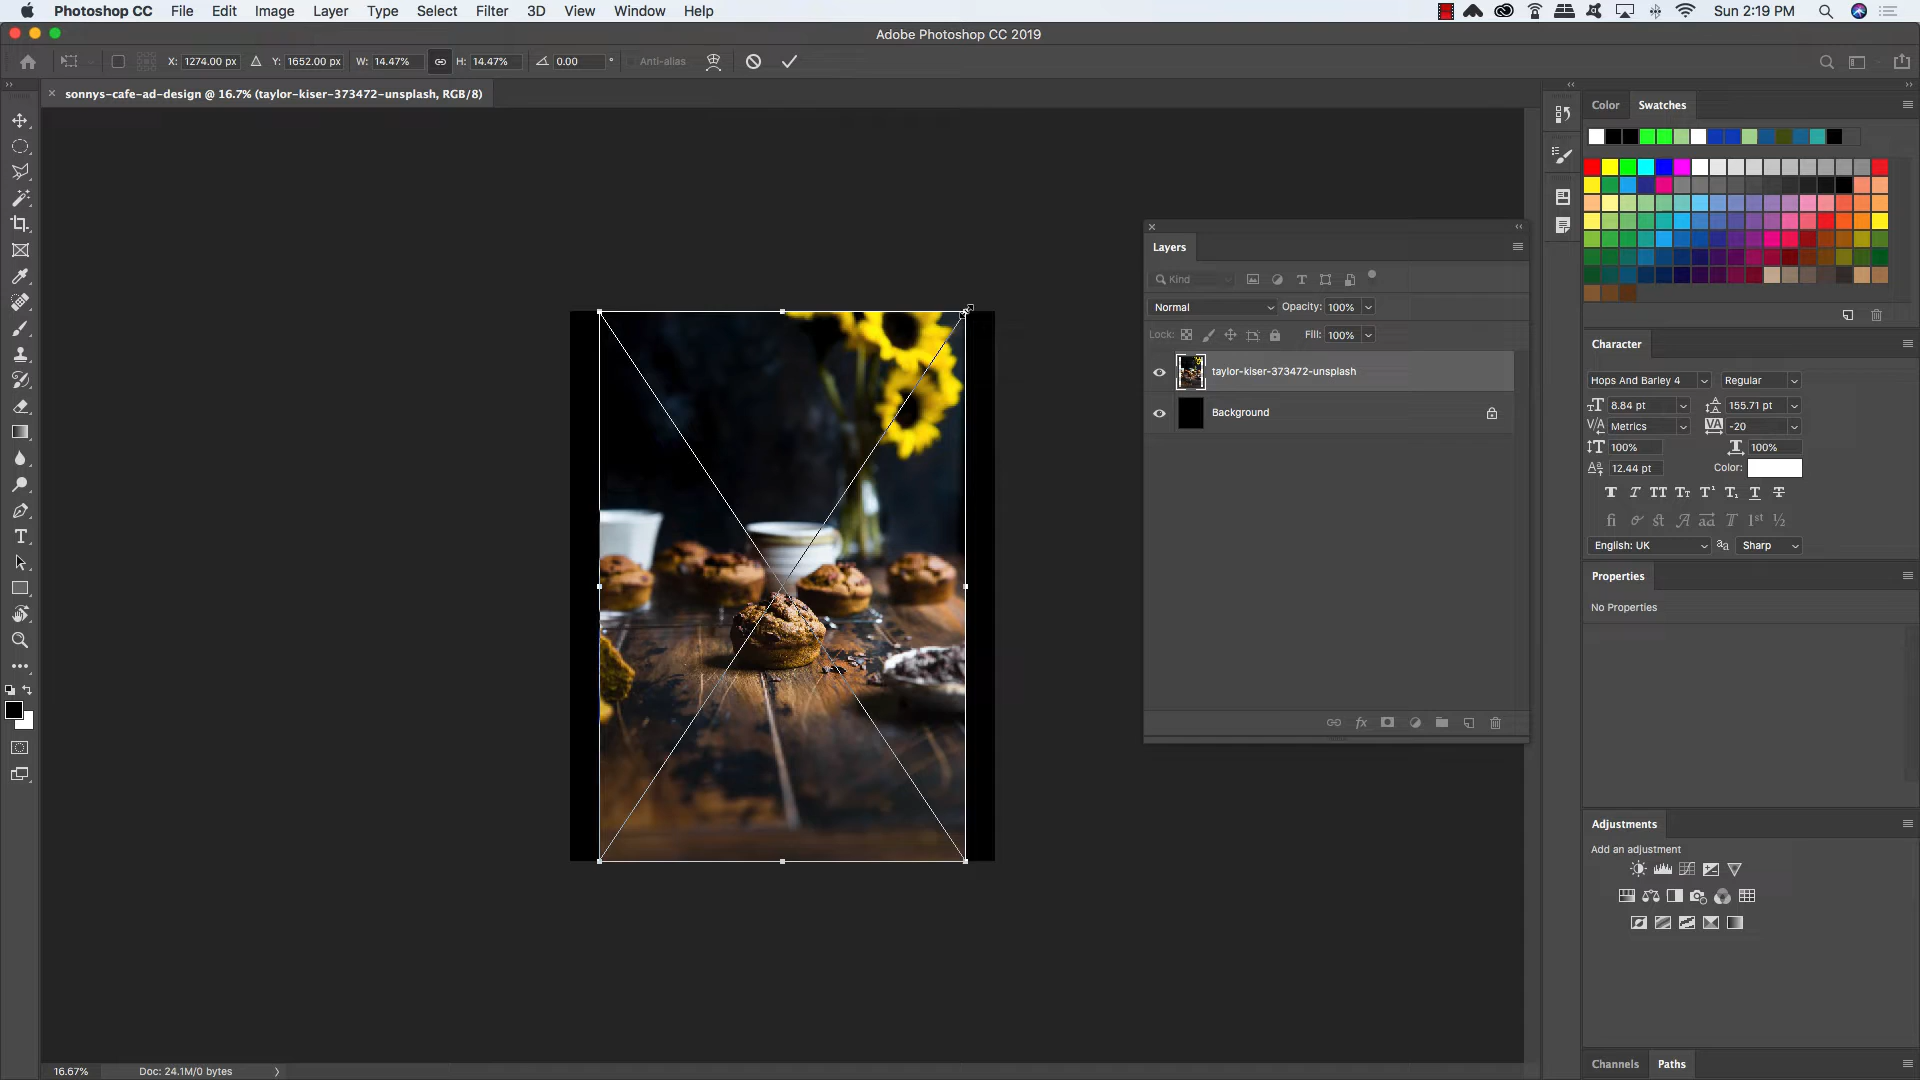 Photoshop CC File Edit Image Layer Type Select Filter 3D View Window Help Sun 2:19 PM
Adobe Photoshop CC 2019
X: 1274.00 px Y: 1652.00 px W: 14.47% H: 14.47% 0.00 ° Anti-alias
sonnys-cafe-ad-design @ 16.7% (taylor-kiser-373472-unsplash, RGB/8)
Color Swatches
Layers
Kind
Normal Opacity: 100%
Lock: Fill: 100%
taylor-kiser-373472-unsplash
Background
Character
Hops And Barley 4 Regular
8.84 pt 155.71 pt
Metrics -20
100% 100%
12.44 pt Color:
English: UK Sharp
Properties
No Properties
Adjustments
Add an adjustment
Channels Paths
16.67% Doc: 24.1M/0 bytes